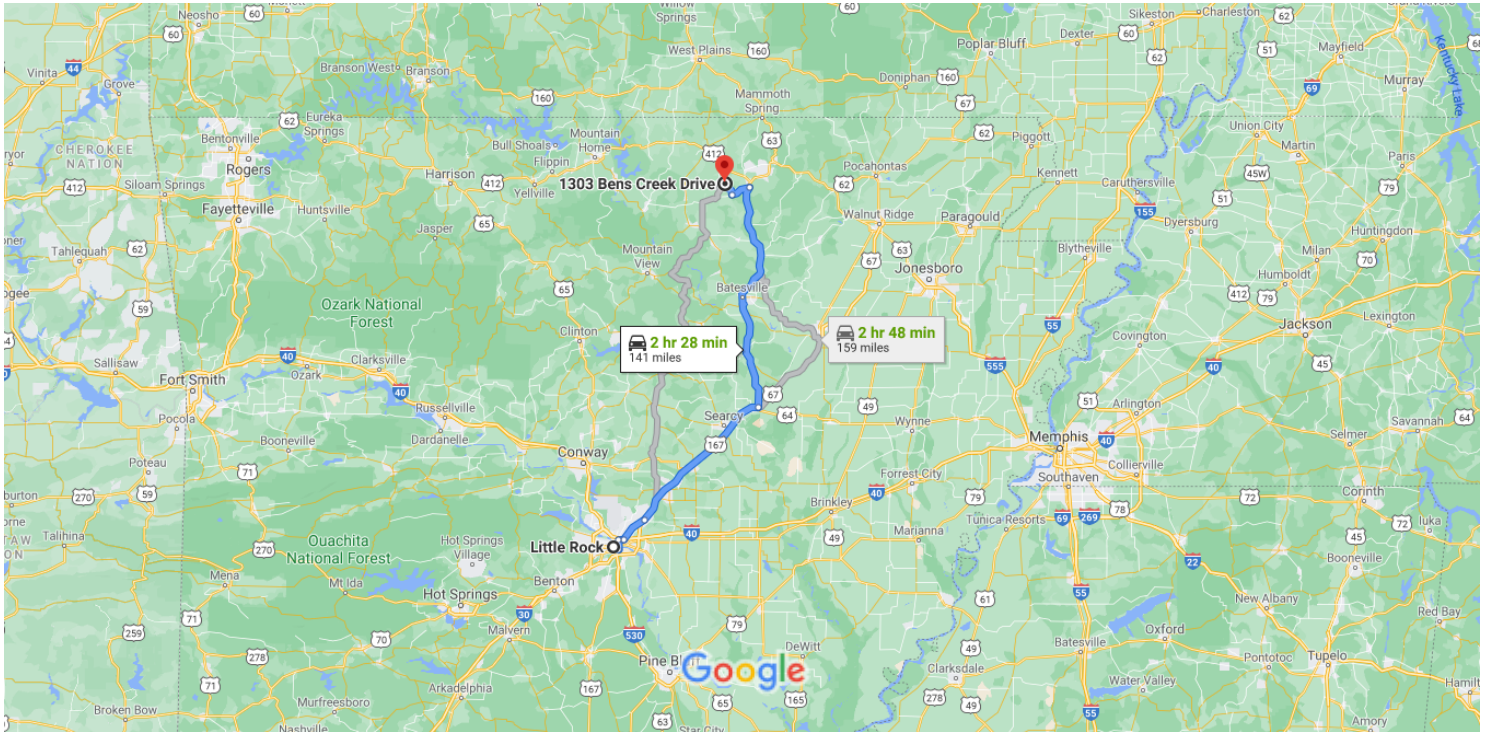 Neosho
60
Willow
Springs
60
Sikeston
Charleston
60
60
West Plains
160
Poplar Bluff
Dexter
60
62
51
Mayfield
Vinita
44
Grove
Branson West
Branson
Doniphan
160
69
Murray
Kentucky Lake
160
Mammoth
Spring
67
62
Eureka
Springs
Bull Shoals
Mountain
Home
63
62
Piggott
Union City
Martin
CHEROKEE
NATION
Bentonville
Rogers
Flippin
412
Pocahontas
Paris
412
Siloam Springs
Harrison
412
Yellville
1303 Bens Creek Drive
62
Kennett
Caruthersville
45W
79
Fayetteville
Huntsville
Walnut Ridge
Paragould
155
51
Dyersburg
Jasper
65
63
Milan
Huntingdon
Tahlequah
62
Mountain
View
67
Jonesboro
Blytheville
70
Humboldt
Batesville
412
79
59
Ozark National
Forest
65
Lexington
Clinton
2 hr 28 min
141 miles
2 hr 48 min
159 miles
55
Jackson
Covington
Sallisaw
40
Clarksville
Ozark
40
555
40
45
Fort Smith
40
67
51
Arlington
Pocola
Russellville
Searcy
64
49
Savannah
64
Dardanelle
167
Wynne
Memphis
40
Selmer
Booneville
Conway
Collierville
Poteau
71
Forrest City
Southaven
59
270
Brinkley
40
79
72
Corinth
Tunica Resorts
69
269
78
72
Iuka
Talihina
Little Rock
40
49
Marianna
45
270
Ouachita
National Forest
Hot Springs
Village
Booneville
22
Mena
Mt Ida
Benton
Hot Springs
61
55
New Albany
30
Red Bay
259
71
Malvern
530
79
Oxford
70
DeWitt
Batesville
278
49
Pontotoc
Tupelo
Pine Bluff
Google
Clarksdale
71
Arkadelphia
167
65
165
278
49
Water Valley
Broken Bow
Murfreesboro
63
55
Amory
Nashville
Star City